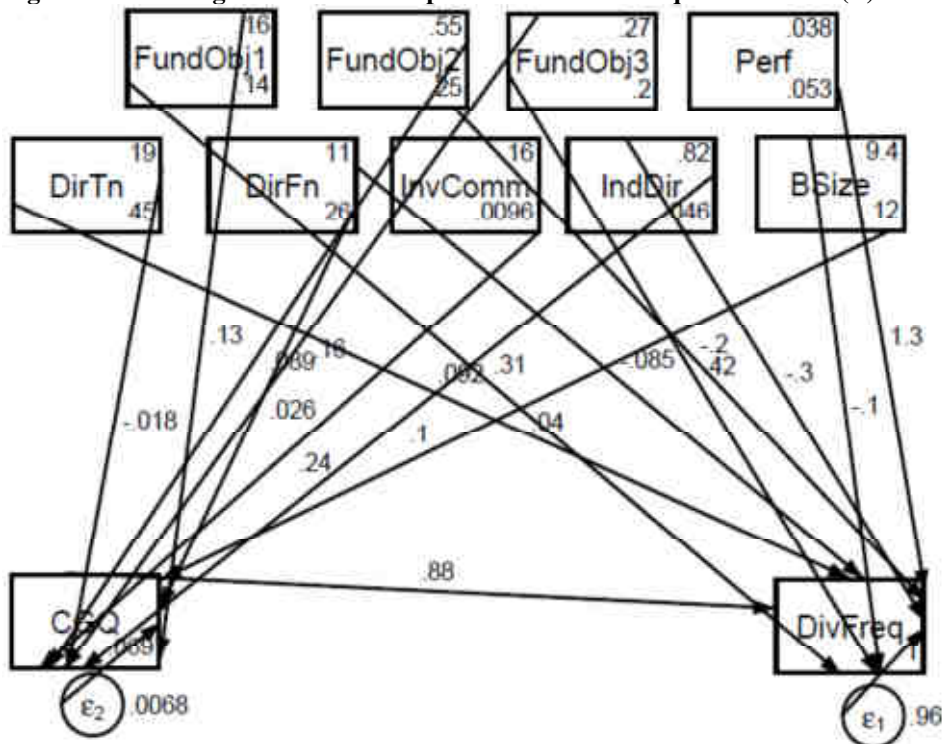 .16
FundObj1
.14
.55
FundObj2
.25
.27
FundObj3
.2
.038
Perf
.053
19
DirTn
45
11
DirFn
26
16
InvComm
.0096
.82
IndDir
.046
9.4
BSize
12
.13
.16
.31
-.085
-.2
.42
-.3
1.3
-.018
.026
.24
.1
.04
-.1
.88
CGQ
DivFreq
ε2
.0068
ε1
.96